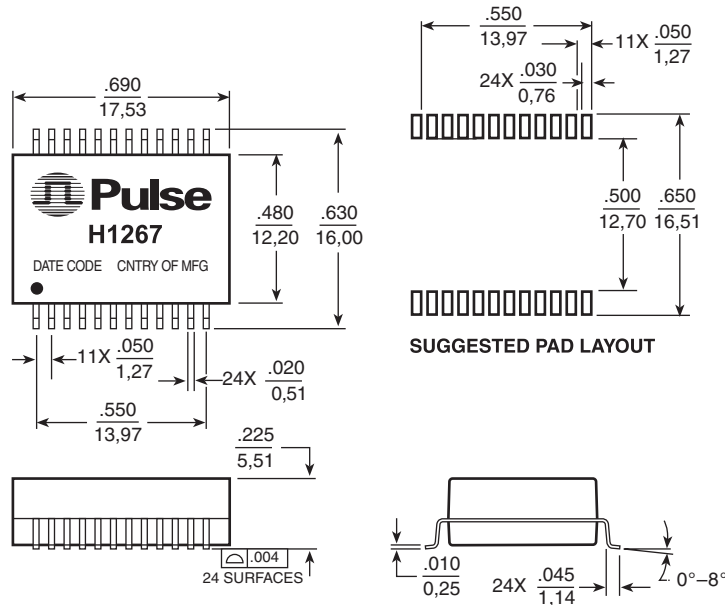 .690
17,53
Pulse
H1267
DATE CODE CNTRY OF MFG
.480
12,20
.630
16,00
11X .050
1,27
24X .020
0,51
.550
13,97
.550
13,97
11X .050
1,27
24X .030
0,76
.500
12,70
.650
16,51
SUGGESTED PAD LAYOUT
.225
5,51
.004
24 SURFACES
.010
0,25
24X .045
1,14
0°–8°